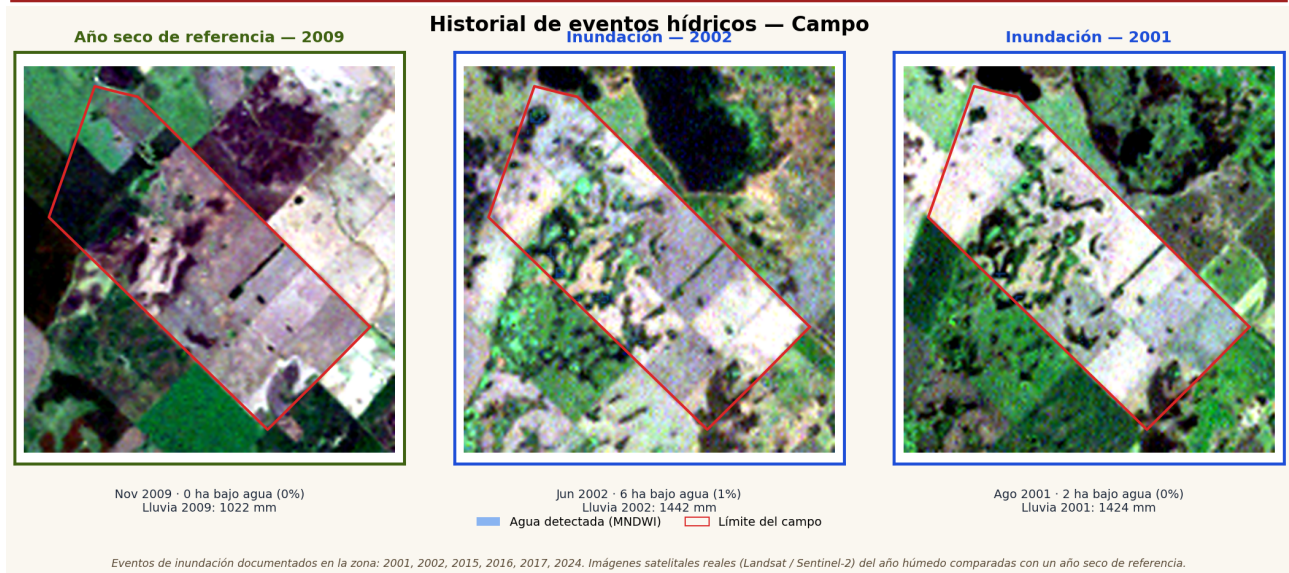 Historial de eventos hídricos — Campo
Año seco de referencia — 2009
Inundación — 2002
Inundación — 2001
Nov 2009 · 0 ha bajo agua (0%)
Lluvia 2009: 1022 mm
Jun 2002 · 6 ha bajo agua (1%)
Lluvia 2002: 1442 mm
Ago 2001 · 2 ha bajo agua (0%)
Lluvia 2001: 1424 mm
Agua detectada (MNDWI)
Límite del campo
Eventos de inundación documentados en la zona: 2001, 2002, 2015, 2016, 2017, 2024. Imágenes satelitales reales (Landsat / Sentinel-2) del año húmedo comparadas con un año seco de referencia.